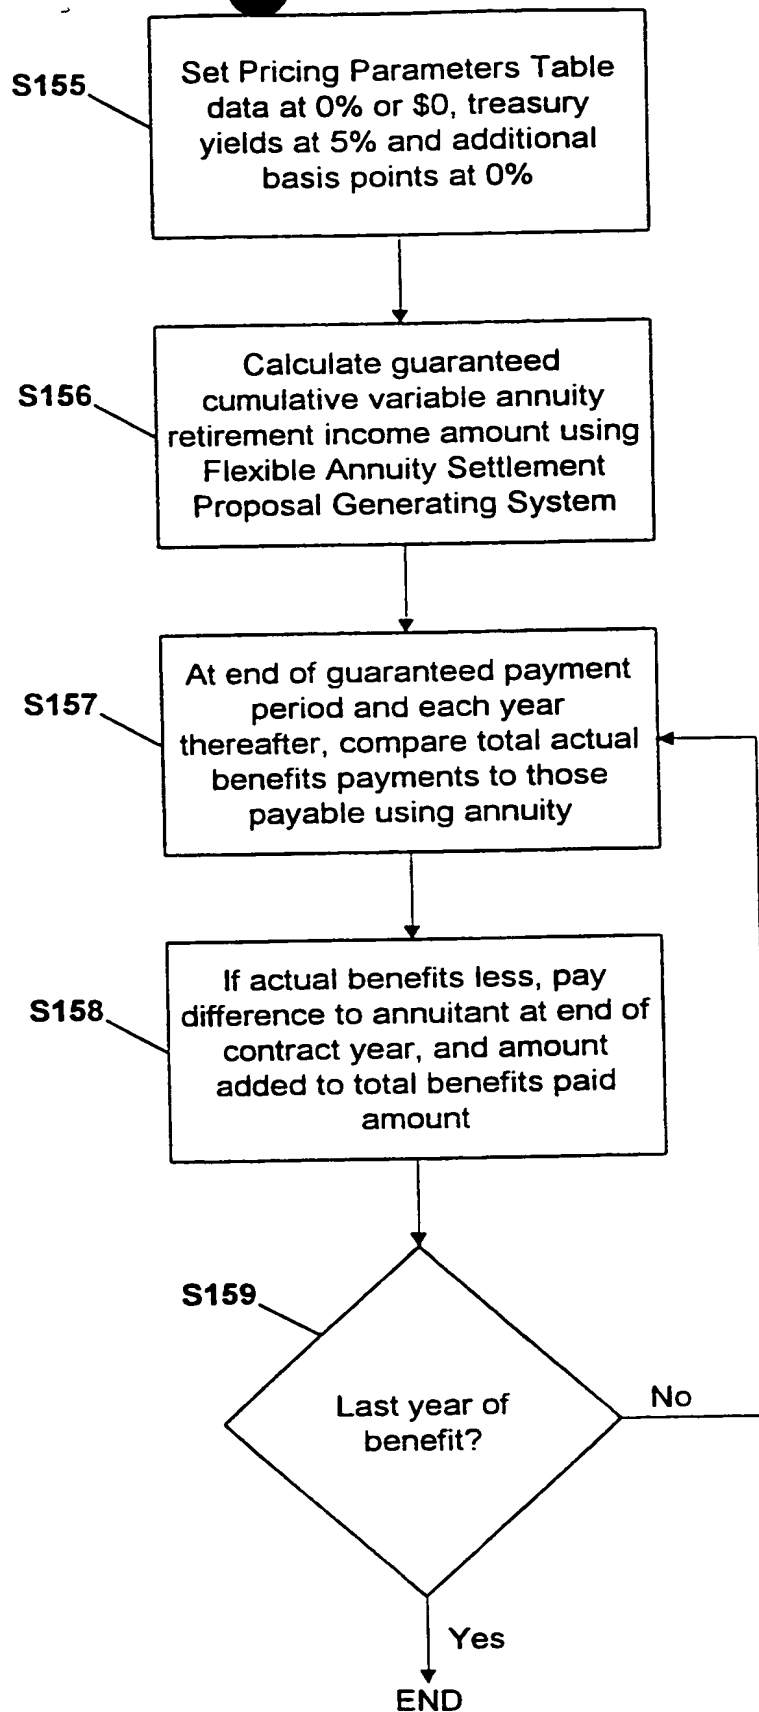 S155
Set Pricing Parameters Table
data at 0% or $0, treasury
yields at 5% and additional
basis points at 0%
S156
Calculate guaranteed
cumulative variable annuity
retirement income amount using
Flexible Annuity Settlement
Proposal Generating System
S157
At end of guaranteed payment
period and each year
thereafter, compare total actual
benefits payments to those
payable using annuity
S158
If actual benefits less, pay
difference to annuitant at end of
contract year, and amount
added to total benefits paid
amount
S159
Last year of
benefit?
No
Yes
END